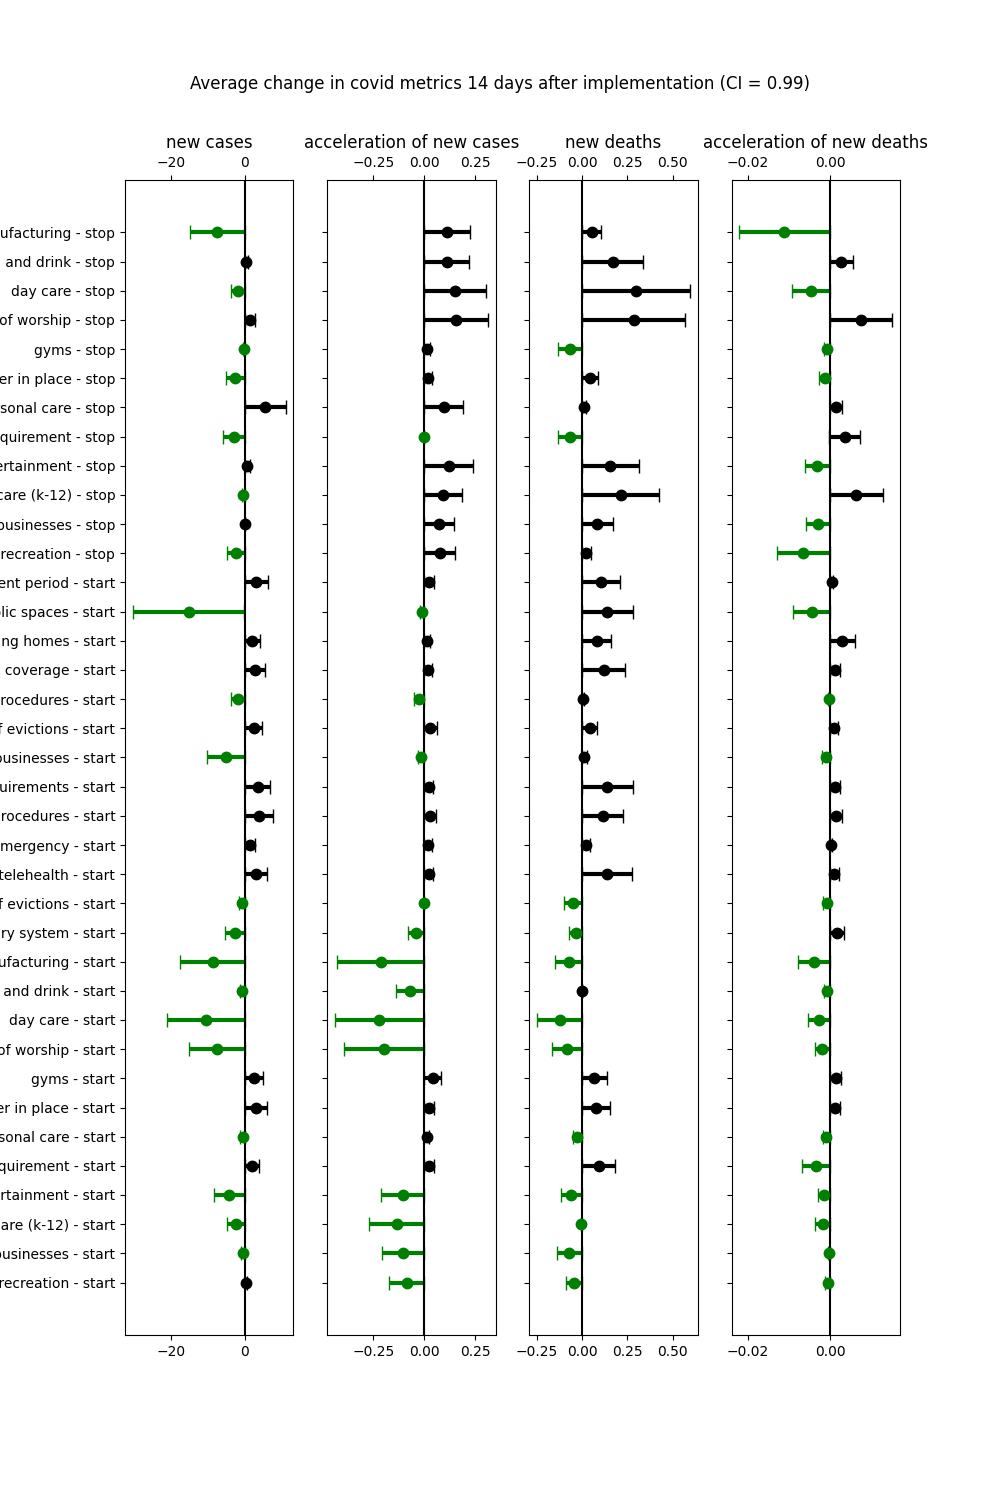 Average change in covid metrics 14 days after implementation (CI = 0.99)
new cases acceleration of new cases new deaths acceleration of new deaths
−20 0 −0.25 0.00 0.25 −0.25 0.00 0.25 0.50 −0.02 0.00
ufacturing - stop
and drink - stop
day care - stop
of worship - stop
gyms - stop
er in place - stop
sonal care - stop
quirement - stop
ertainment - stop
care (k-12) - stop
businesses - stop
recreation - stop
ent period - start
lic spaces - start
ng homes - start
coverage - start
rocedures - start
f evictions - start
businesses - start
uirements - start
rocedures - start
mergency - start
telehealth - start
f evictions - start
ry system - start
ufacturing - start
and drink - start
day care - start
of worship - start
gyms - start
er in place - start
sonal care - start
quirement - start
rtainment - start
are (k-12) - start
businesses - start
recreation - start
−20 0 −0.25 0.00 0.25 −0.25 0.00 0.25 0.50 −0.02 0.00